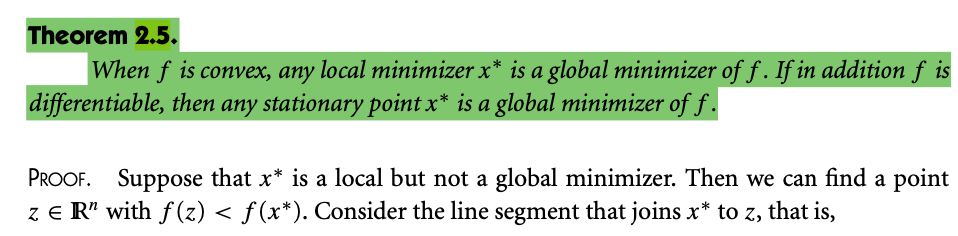 Theorem 2.5.
When f is convex, any local minimizer x* is a global minimizer of f. If in addition f is
differentiable, then any stationary point x* is a global minimizer of f.
PROOF. Suppose that x* is a local but not a global minimizer. Then we can find a point
z ∈ ℝⁿ with f(z) < f(x*). Consider the line segment that joins x* to z, that is,